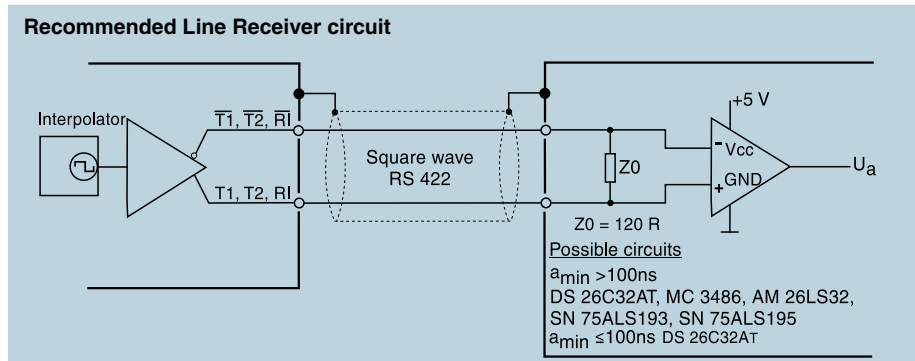 Recommended Line Receiver circuit
Interpolator
T1, T2, RI
T1, T2, RI
Square wave
RS 422
Z0
Z0 = 120 R
+5 V
- Vcc
+ GND
Ua
Possible circuits
amin >100ns
DS 26C32AT, MC 3486, AM 26LS32,
SN 75ALS193, SN 75ALS195
amin ≤100ns DS 26C32AT